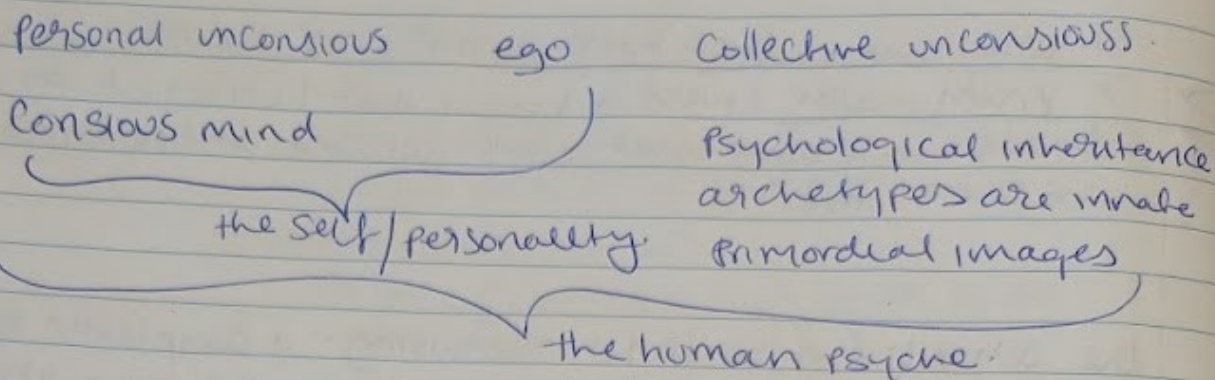 Personal unconsious ego Collective unconsiouss.
Consious mind
Psychological inheritance
archetypes are innate
the self/personality. Primordial images
the human psyche.